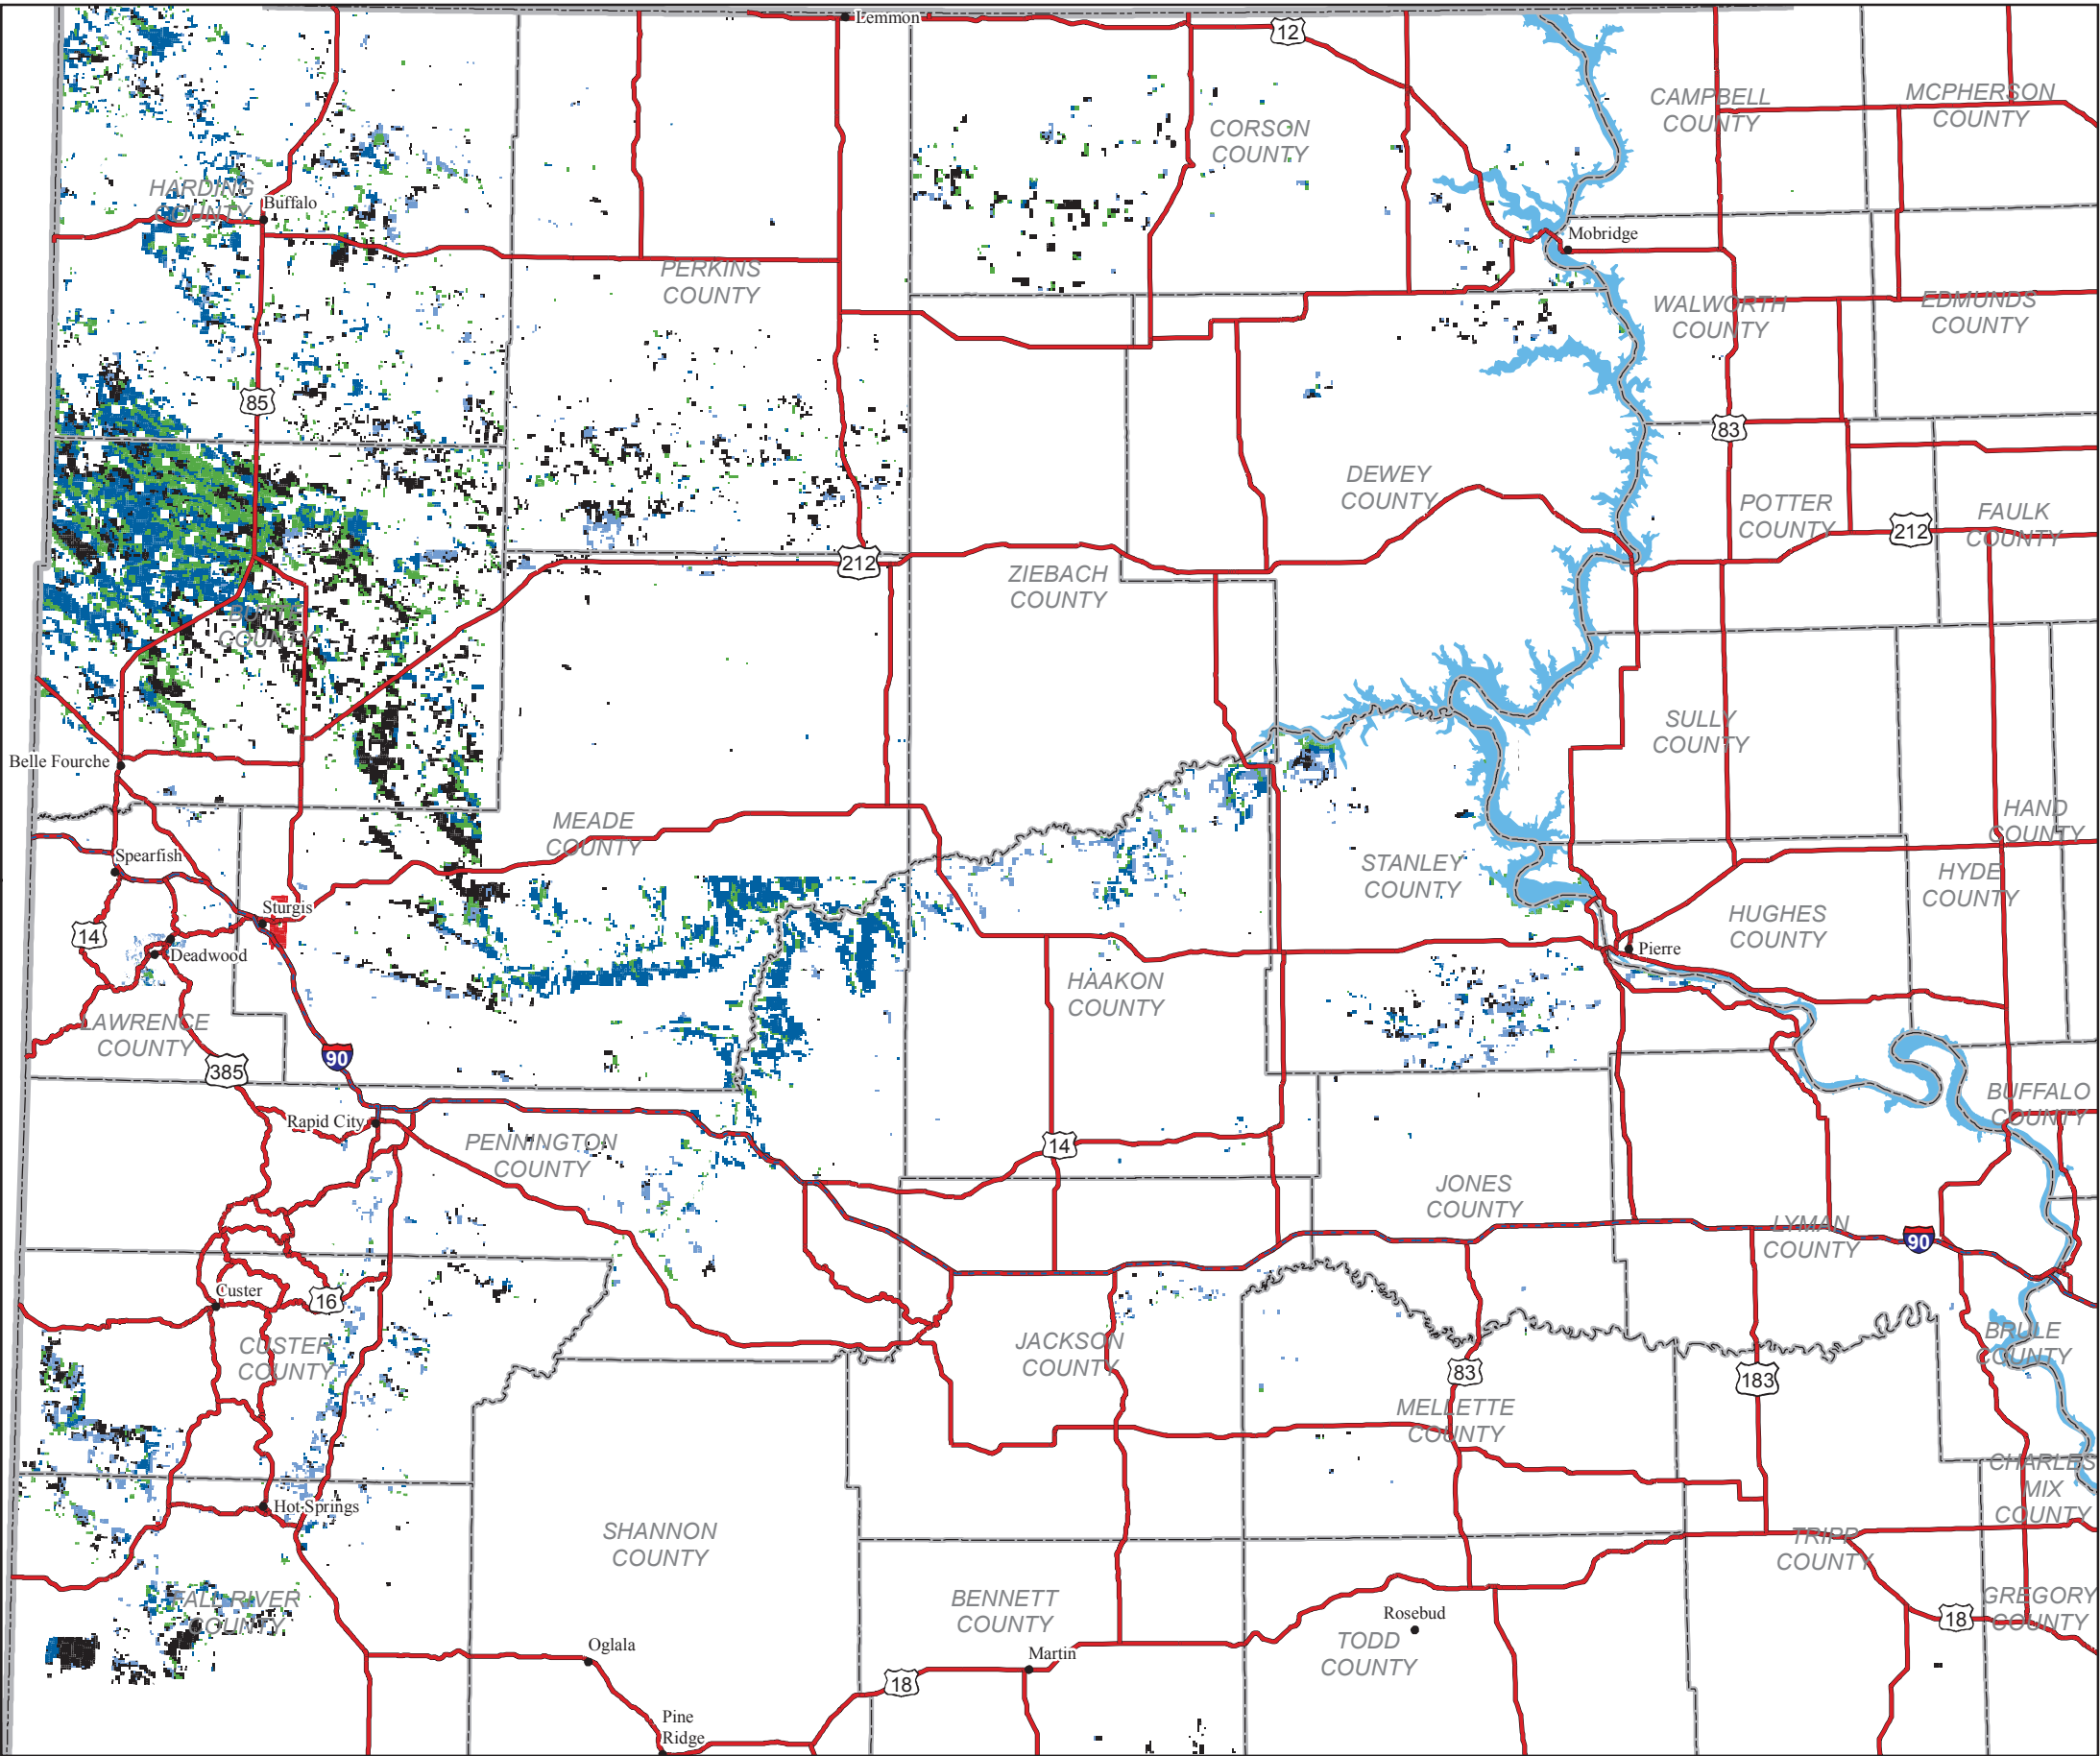 Lemmon
12
CAMPBELL
COUNTY
MCPHERSON
COUNTY
CORSON
COUNTY
HARDING
COUNTY
Buffalo
Mobridge
PERKINS
COUNTY
WALWORTH
COUNTY
EDMUNDS
COUNTY
85
83
DEWEY
COUNTY
POTTER
COUNTY
212
FAULK
COUNTY
212
ZIEBACH
COUNTY
BUTTE
COUNTY
SULLY
COUNTY
Belle Fourche
MEADE
COUNTY
HAND
COUNTY
Spearfish
STANLEY
COUNTY
HYDE
COUNTY
Sturgis
HUGHES
COUNTY
14
Deadwood
Pierre
HAAKON
COUNTY
LAWRENCE
COUNTY
90
385
BUFFALO
COUNTY
Rapid City
PENNINGTON
COUNTY
14
JONES
COUNTY
LYMAN
COUNTY
90
Custer
16
CUSTER
COUNTY
JACKSON
COUNTY
BRULE
COUNTY
83
183
MELLETTE
COUNTY
CHARLES
MIX
COUNTY
Hot Springs
SHANNON
COUNTY
TRIPP
COUNTY
FALL RIVER
COUNTY
BENNETT
COUNTY
Rosebud
18
GREGORY
COUNTY
TODD
COUNTY
Oglala
Martin
18
Pine
Ridge